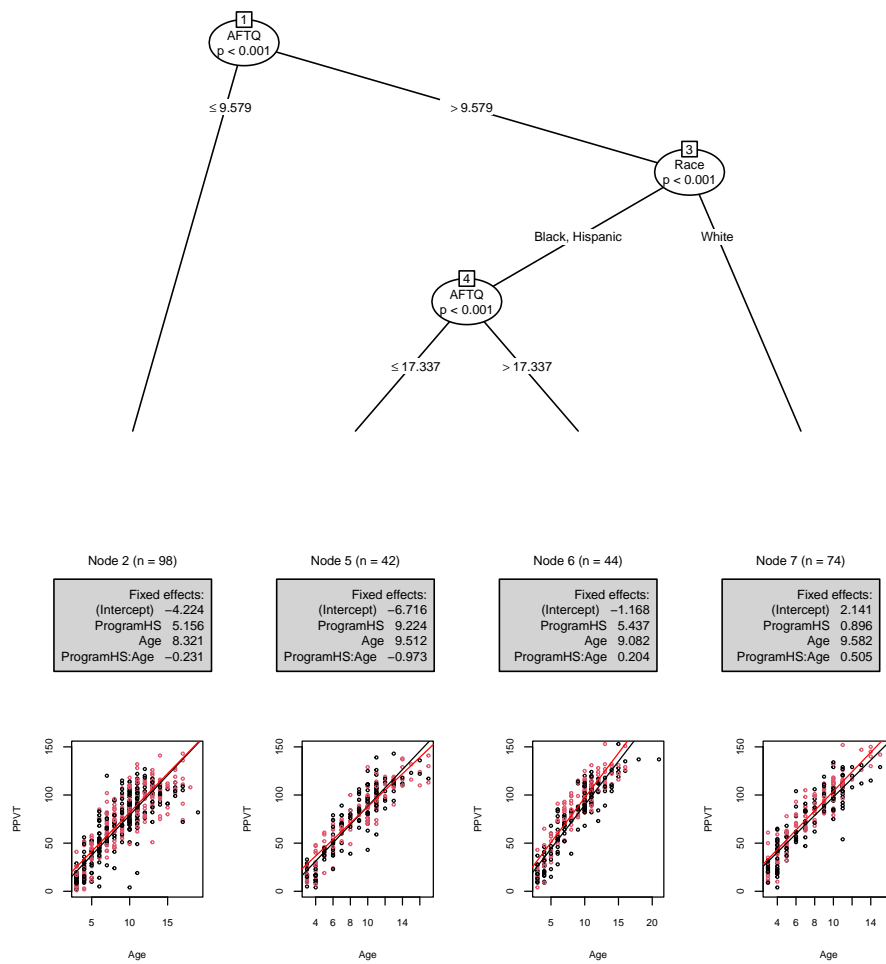 1
AFTQ
p < 0.001
≤ 9.579
> 9.579
3
Race
p < 0.001
Black, Hispanic
White
4
AFTQ
p < 0.001
≤ 17.337
> 17.337
Node 2 (n = 98)
Fixed effects:
(Intercept) −4.224
ProgramHS 5.156
Age 8.321
ProgramHS:Age −0.231
Node 5 (n = 42)
Fixed effects:
(Intercept) −6.716
ProgramHS 9.224
Age 9.512
ProgramHS:Age −0.973
Node 6 (n = 44)
Fixed effects:
(Intercept) −1.168
ProgramHS 5.437
Age 9.082
ProgramHS:Age 0.204
Node 7 (n = 74)
Fixed effects:
(Intercept) 2.141
ProgramHS 0.896
Age 9.582
ProgramHS:Age 0.505
PPVT
150
100
50
0
5 15
Age
PPVT
150
100
50
0
4 6 8 10 14
Age
PPVT
150
100
50
0
5 10 15 20
Age
PPVT
150
100
50
0
4 6 8 10 14
Age